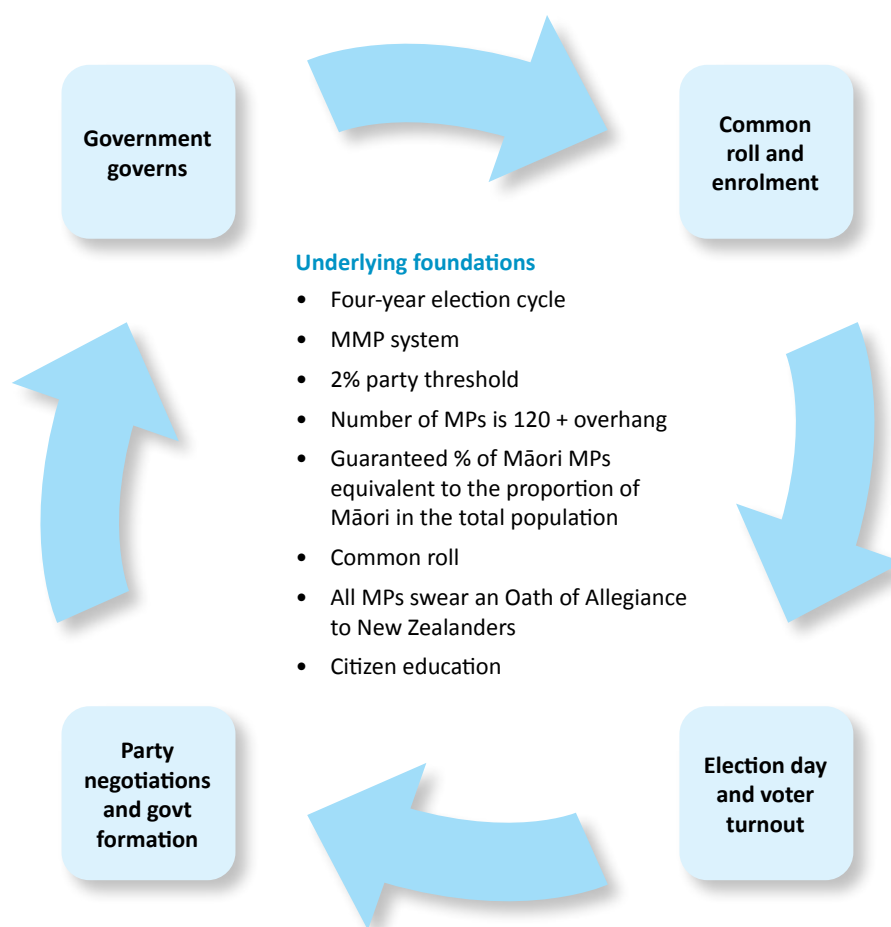 Government
governs
Common
roll and
enrolment
Underlying foundations
• Four-year election cycle
• MMP system
• 2% party threshold
• Number of MPs is 120 + overhang
• Guaranteed % of Māori MPs
equivalent to the proportion of
Māori in the total population
• Common roll
• All MPs swear an Oath of Allegiance
to New Zealanders
• Citizen education
Party
negotiations
and govt
formation
Election day
and voter
turnout